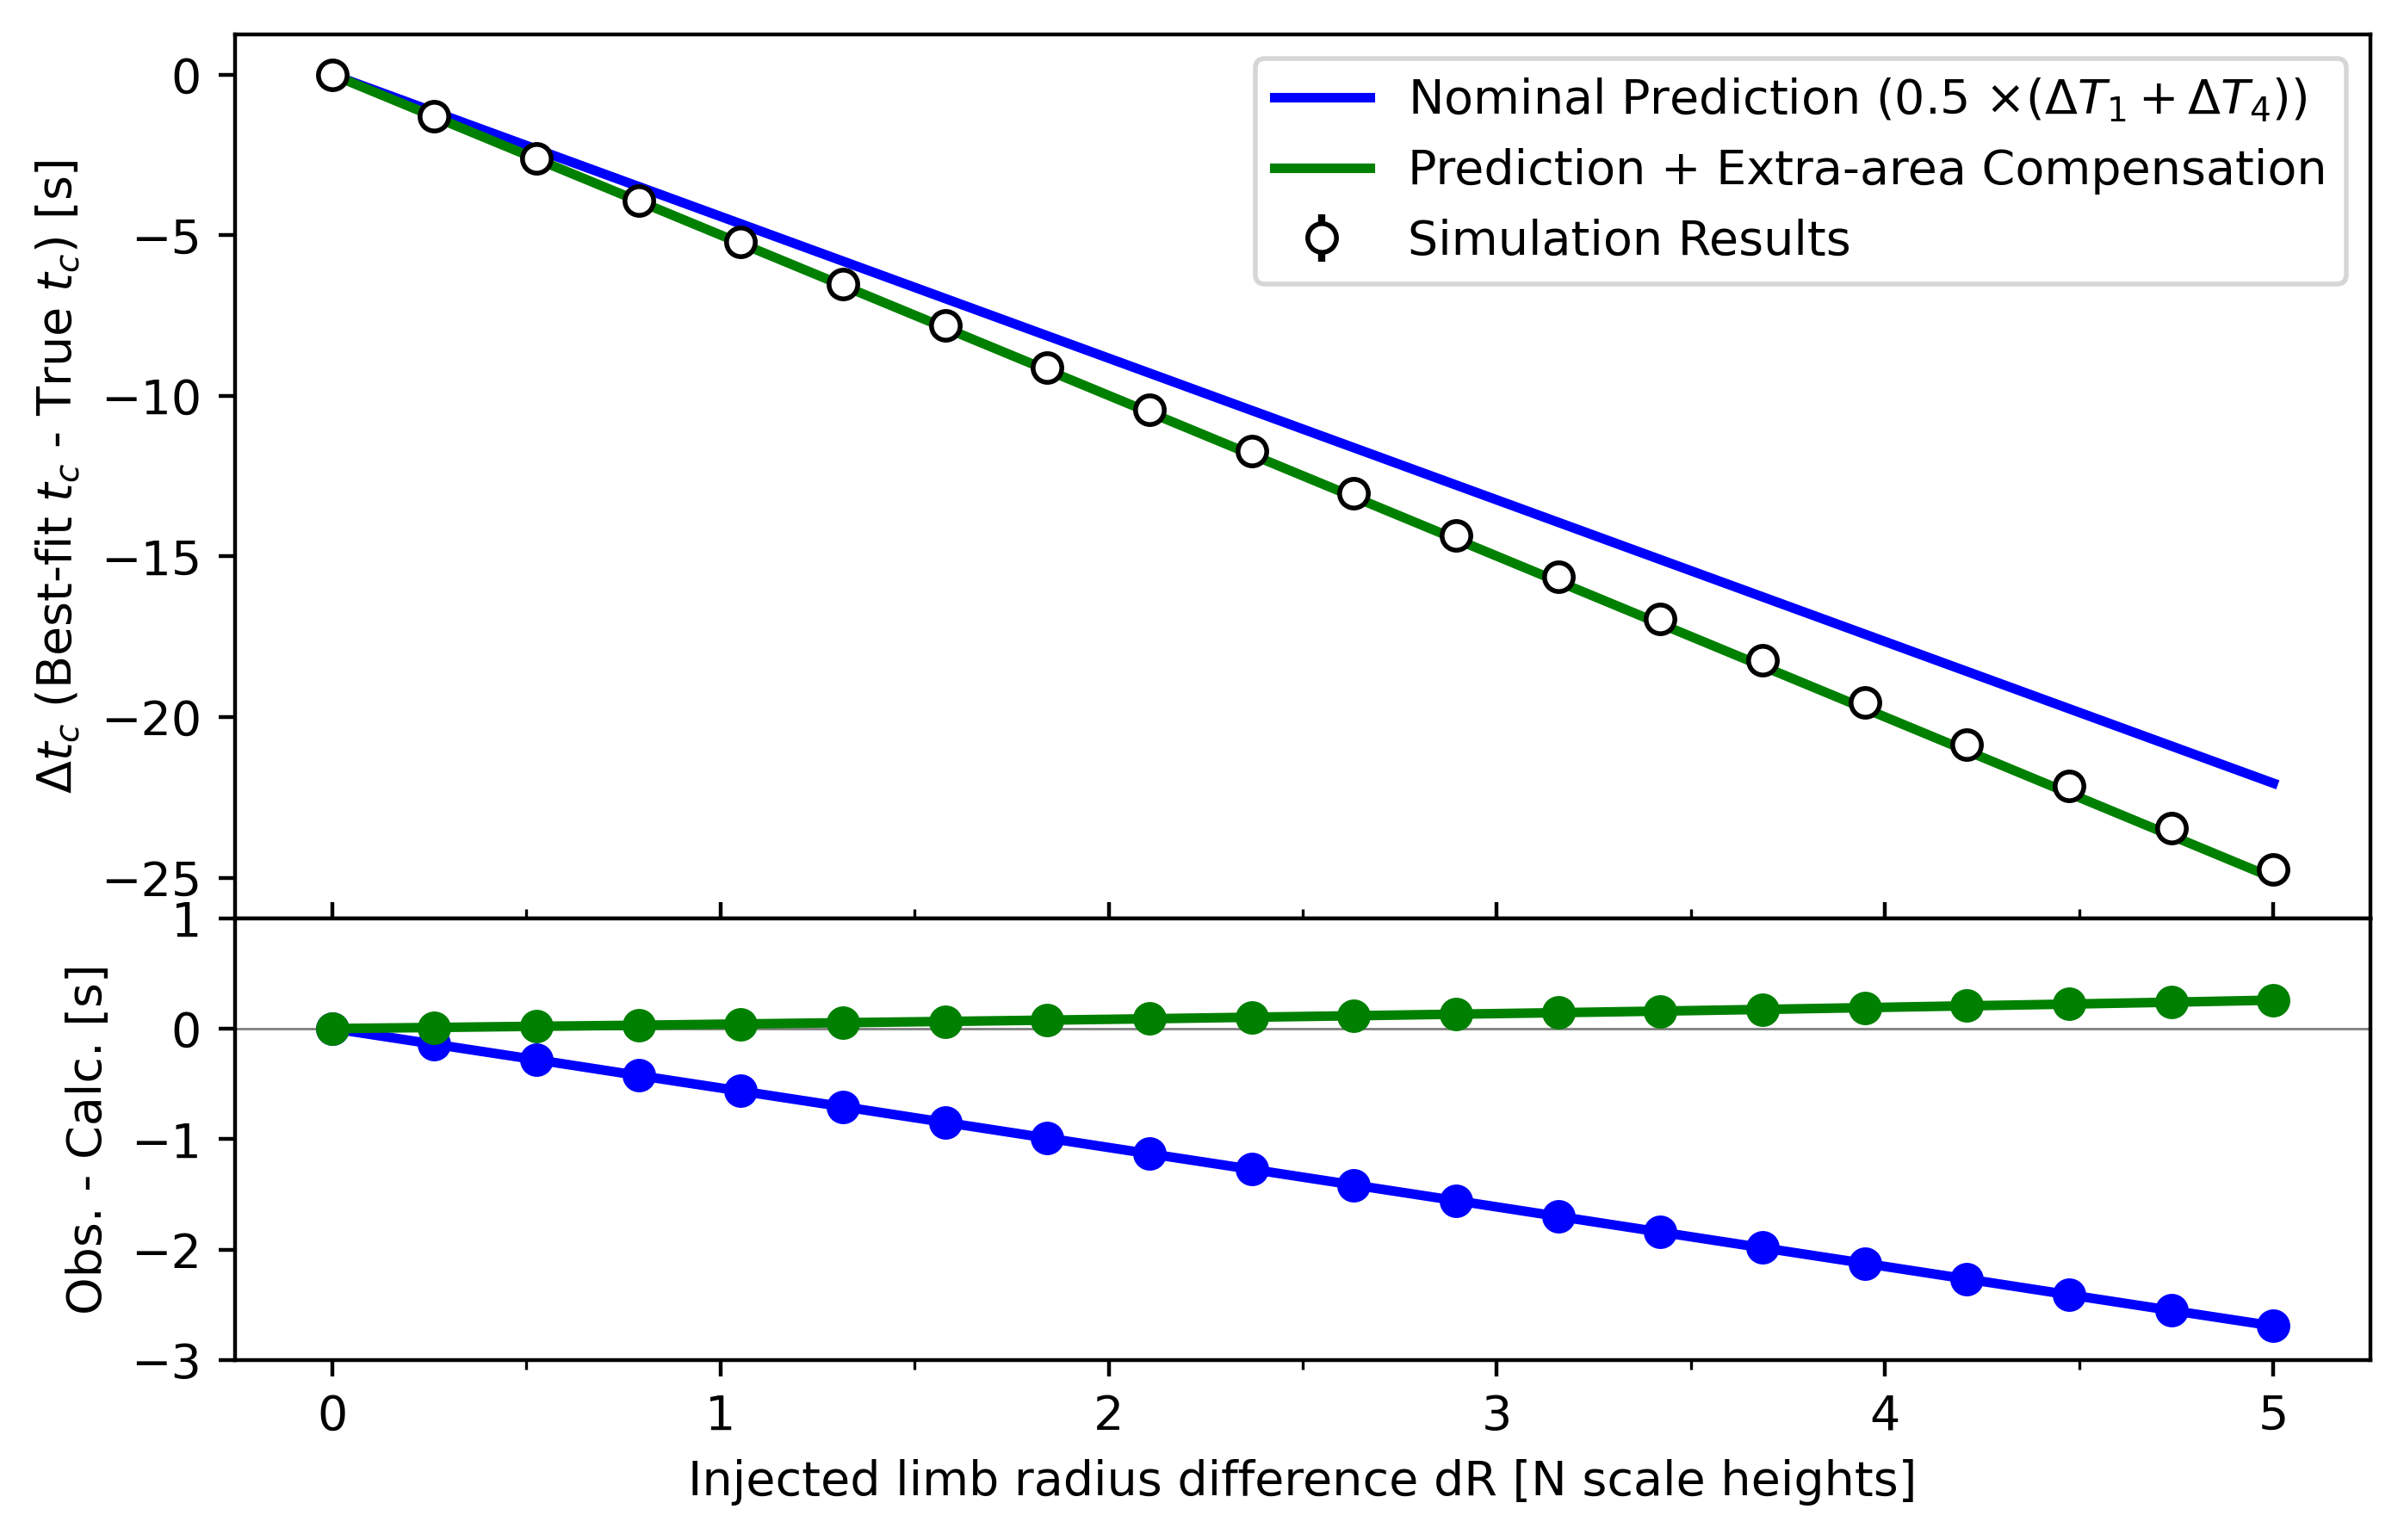 Δt_c (Best-fit t_c - True t_c) [s]
0
−5
−10
−15
−20
−25
Nominal Prediction (0.5 ×(ΔT₁ + ΔT₄))
Prediction + Extra-area Compensation
Simulation Results
Obs. - Calc. [s]
1
0
−1
−2
−3
0 1 2 3 4 5
Injected limb radius difference dR [N scale heights]